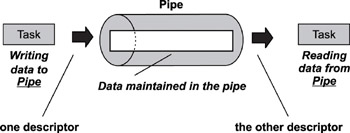 Pipe
Task
Task
Writing
data to
Pipe
Data maintained in the pipe
Reading
data from
Pipe
one descriptor
the other descriptor